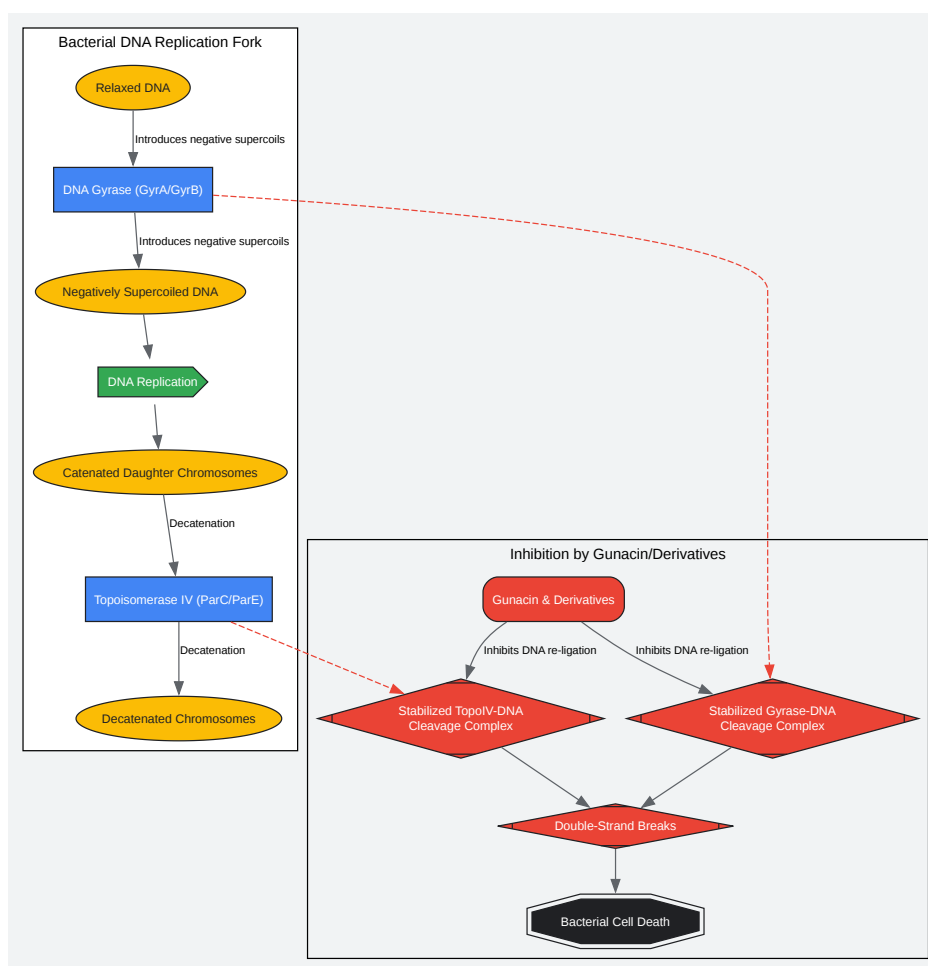 Bacterial DNA Replication Fork
Relaxed DNA
Introduces negative supercoils
DNA Gyrase (GyrA/GyrB)
Introduces negative supercoils
Negatively Supercoiled DNA
DNA Replication
Catenated Daughter Chromosomes
Decatenation
Topoisomerase IV (ParC/ParE)
Decatenation
Decatenated Chromosomes
Inhibition by Gunacin/Derivatives
Gunacin & Derivatives
Inhibits DNA re-ligation
Inhibits DNA re-ligation
Stabilized TopoIV-DNA
Cleavage Complex
Stabilized Gyrase-DNA
Cleavage Complex
Double-Strand Breaks
Bacterial Cell Death